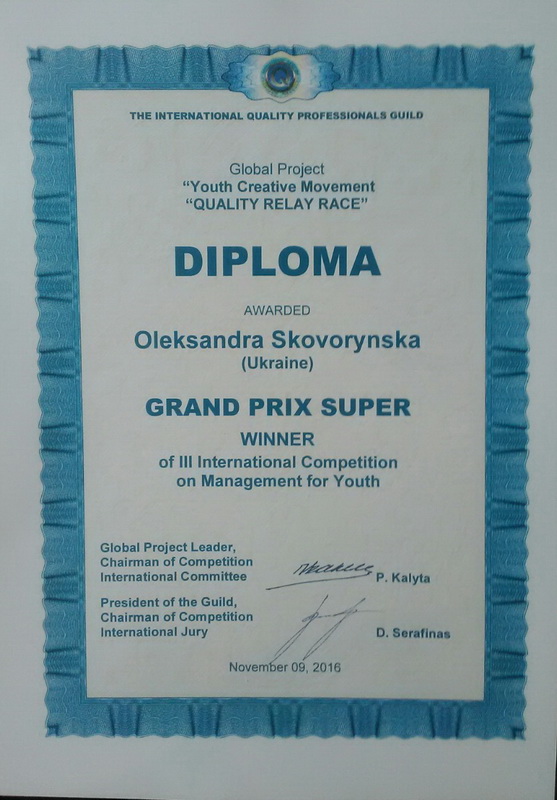 THE INTERNATIONAL QUALITY PROFESSIONALS GUILD
Global Project
“Youth Creative Movement
“QUALITY RELAY RACE”
DIPLOMA
AWARDED
Oleksandra Skovorynska
(Ukraine)
GRAND PRIX SUPER
WINNER
of III International Competition
on Management for Youth
Global Project Leader,
Chairman of Competition
International Committee
P. Kalyta
President of the Guild,
Chairman of Competition
International Jury
D. Serafinas
November 09, 2016